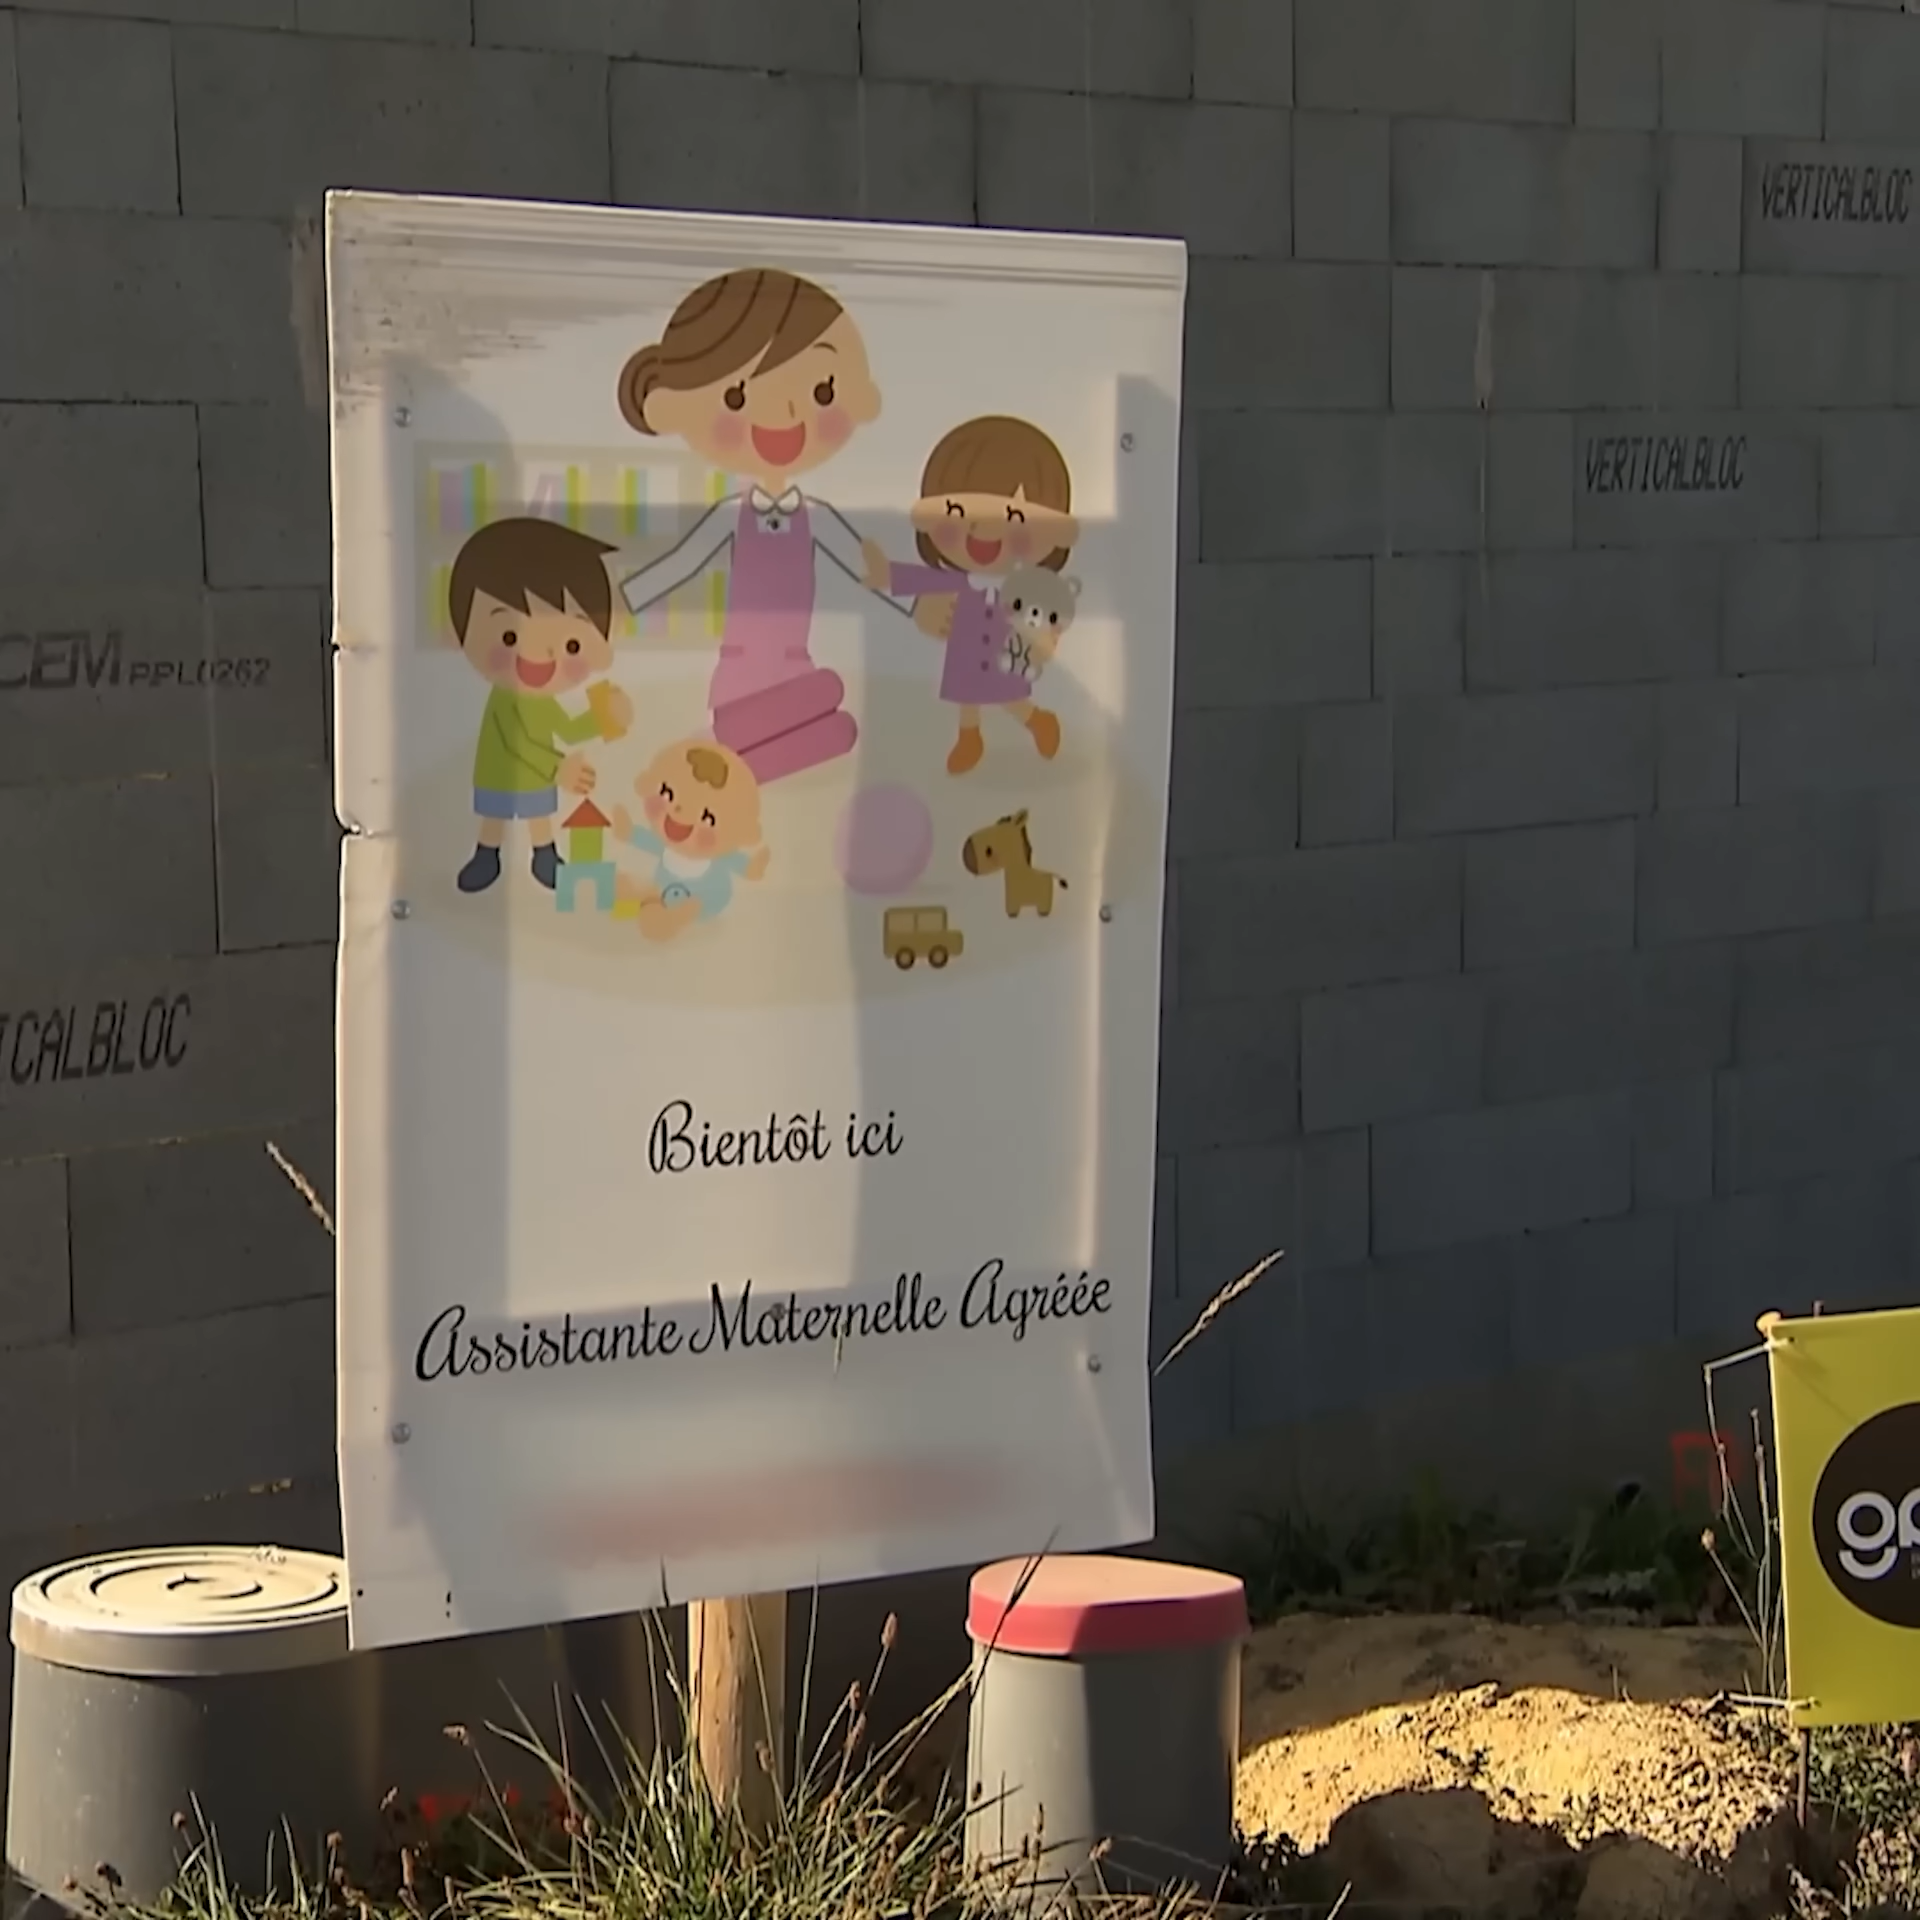 VERTICALBLOC
VERTICALBLOC
CEM PPL0262
ICALBLOC
Bientôt ici
Assistante Maternelle Agréée